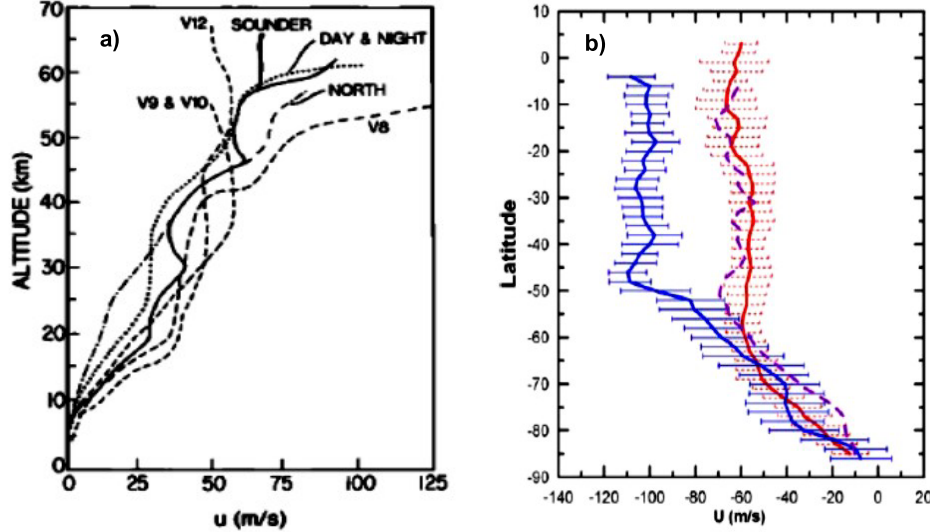 a)
V12
SOUNDER
DAY & NIGHT
V9 & V10
NORTH
V8
ALTITUDE (km)
70
60
50
40
30
20
10
0
0 25 50 75 100 125
u (m/s)
b)
Latitude
10
0
-10
-20
-30
-40
-50
-60
-70
-80
-90
-140 -120 -100 -80 -60 -40 -20 0 20
U (m/s)